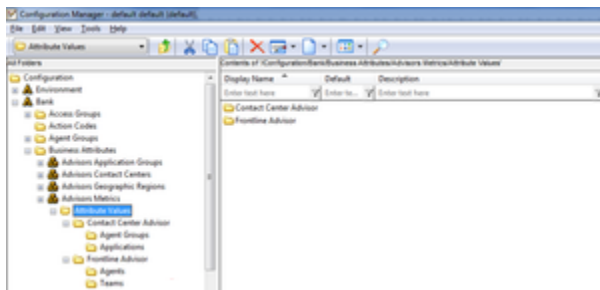 Configuration Manager - default default (default)
File Edit View Tools Help
Attribute Values
All Folders
Contents of '/Configuration/Bank/Business Attributes/Advisors Metrics/Attribute Values'
Configuration
Environment
Bank
Access Groups
Action Codes
Agent Groups
Business Attributes
Advisors Application Groups
Advisors Contact Centers
Advisors Geographic Regions
Advisors Metrics
Attribute Values
Contact Center Advisor
Agent Groups
Applications
Frontline Advisor
Agents
Teams
Display Name Default Description
Enter text here Enter to... Enter text here
Contact Center Advisor
Frontline Advisor